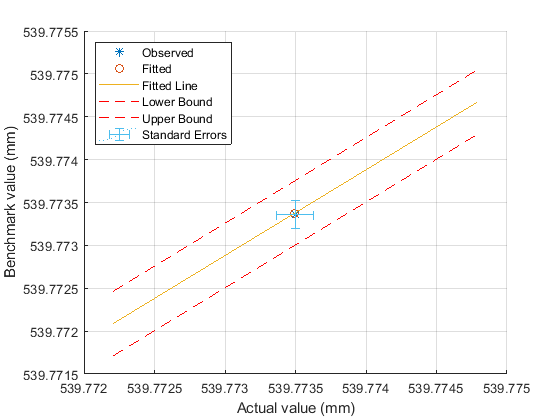 539.7755
539.775
539.7745
539.774
539.7735
539.773
539.7725
539.772
539.7715
Benchmark value (mm)
Observed
Fitted
Fitted Line
Lower Bound
Upper Bound
Standard Errors
539.772
539.7725
539.773
539.7735
539.774
539.7745
539.775
Actual value (mm)